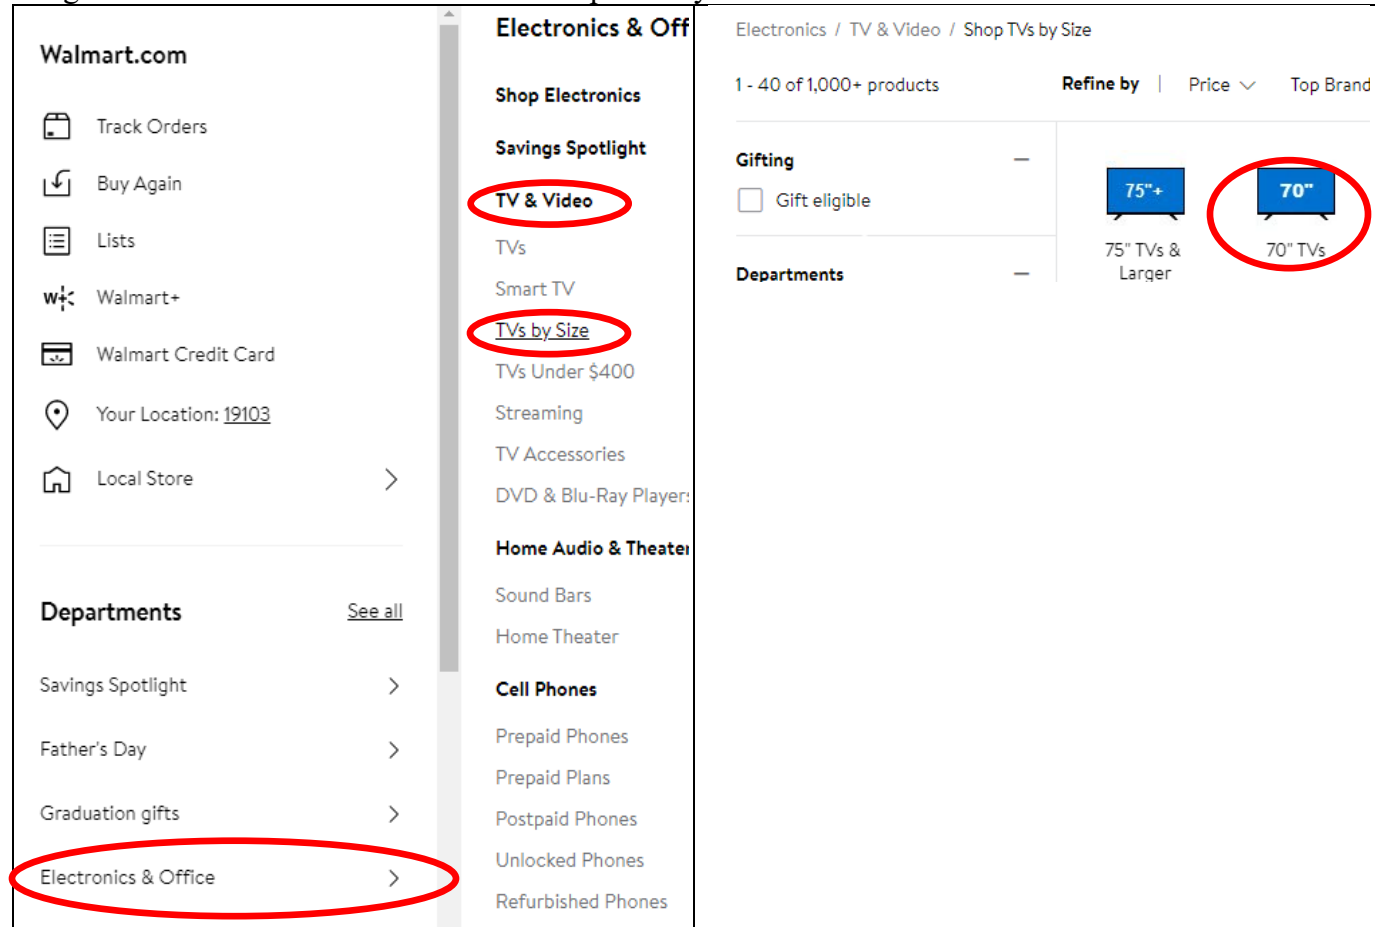 Walmart.com
Track Orders
Buy Again
Lists
Walmart+
Walmart Credit Card
Your Location: 19103
Local Store
Departments
See all
Savings Spotlight
Father's Day
Graduation gifts
Electronics & Office
Electronics & Off
Shop Electronics
Savings Spotlight
TV & Video
TVs
Smart TV
TVs by Size
TVs Under $400
Streaming
TV Accessories
DVD & Blu-Ray Players
Home Audio & Theater
Sound Bars
Home Theater
Cell Phones
Prepaid Phones
Prepaid Plans
Postpaid Phones
Unlocked Phones
Refurbished Phones
Electronics / TV & Video / Shop TVs by Size
1 - 40 of 1,000+ products
Refine by | Price Top Brand
Gifting
Gift eligible
Departments
75"+
75" TVs &
Larger
70"
70" TVs